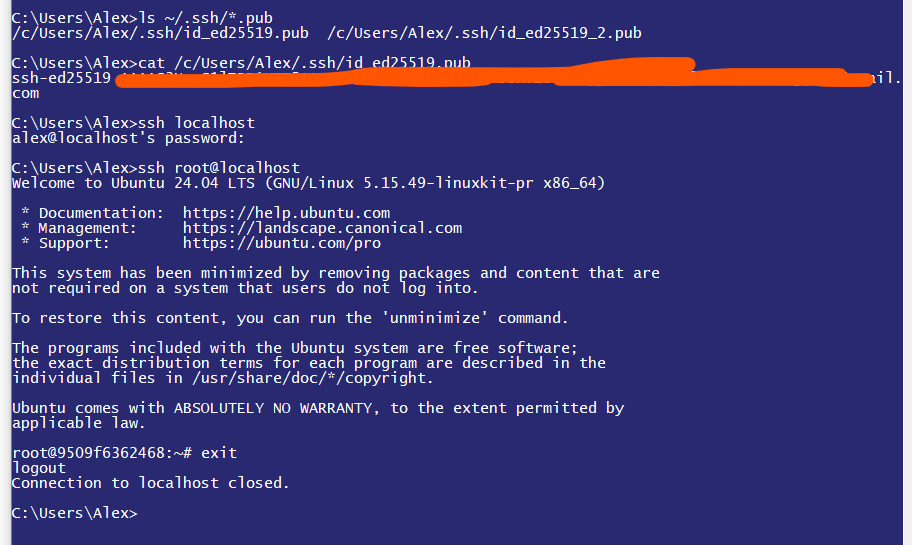 C:\Users\Alex>ls ~/.ssh/*.pub
/c/Users/Alex/.ssh/id_ed25519.pub  /c/Users/Alex/.ssh/id_ed25519_2.pub
C:\Users\Alex>cat /c/Users/Alex/.ssh/id_ed25519.pub
ssh-ed25519 ail.
com
C:\Users\Alex>ssh localhost
alex@localhost's password:
C:\Users\Alex>ssh root@localhost
Welcome to Ubuntu 24.04 LTS (GNU/Linux 5.15.49-linuxkit-pr x86_64)
 * Documentation:  https://help.ubuntu.com
 * Management:     https://landscape.canonical.com
 * Support:        https://ubuntu.com/pro
This system has been minimized by removing packages and content that are
not required on a system that users do not log into.
To restore this content, you can run the 'unminimize' command.
The programs included with the Ubuntu system are free software;
the exact distribution terms for each program are described in the
individual files in /usr/share/doc/*/copyright.
Ubuntu comes with ABSOLUTELY NO WARRANTY, to the extent permitted by
applicable law.
root@9509f6362468:~# exit
logout
Connection to localhost closed.
C:\Users\Alex>